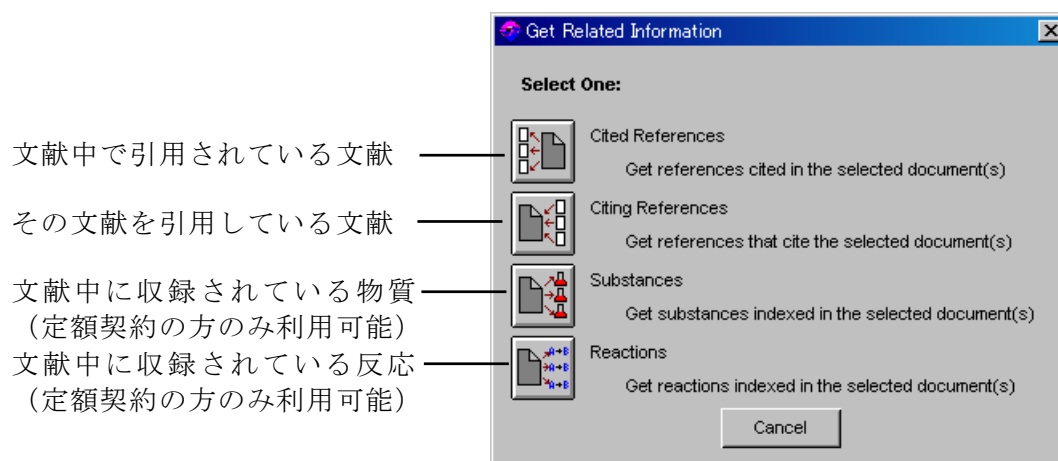 Get Related Information
Select One:
文献中で引用されている文献
Cited References
Get references cited in the selected document(s)
その文献を引用している文献
Citing References
Get references that cite the selected document(s)
文献中に収録されている物質
（定額契約の方のみ利用可能）
Substances
Get substances indexed in the selected document(s)
文献中に収録されている反応
（定額契約の方のみ利用可能）
Reactions
A→B
A→B
A→B
Get reactions indexed in the selected document(s)
Cancel